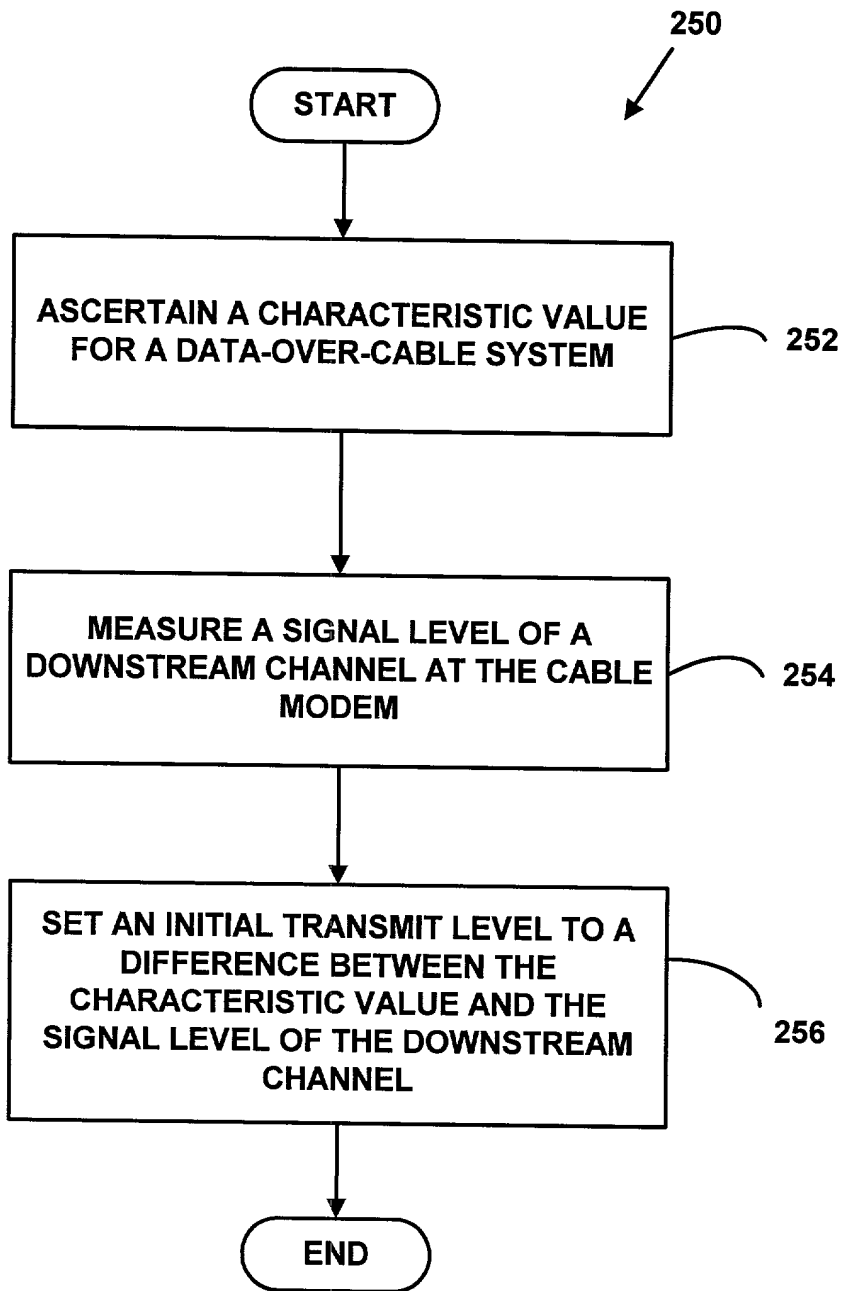 250
START
ASCERTAIN A CHARACTERISTIC VALUE
FOR A DATA-OVER-CABLE SYSTEM
252
MEASURE A SIGNAL LEVEL OF A
DOWNSTREAM CHANNEL AT THE CABLE
MODEM
254
SET AN INITIAL TRANSMIT LEVEL TO A
DIFFERENCE BETWEEN THE
CHARACTERISTIC VALUE AND THE
SIGNAL LEVEL OF THE DOWNSTREAM
CHANNEL
256
END